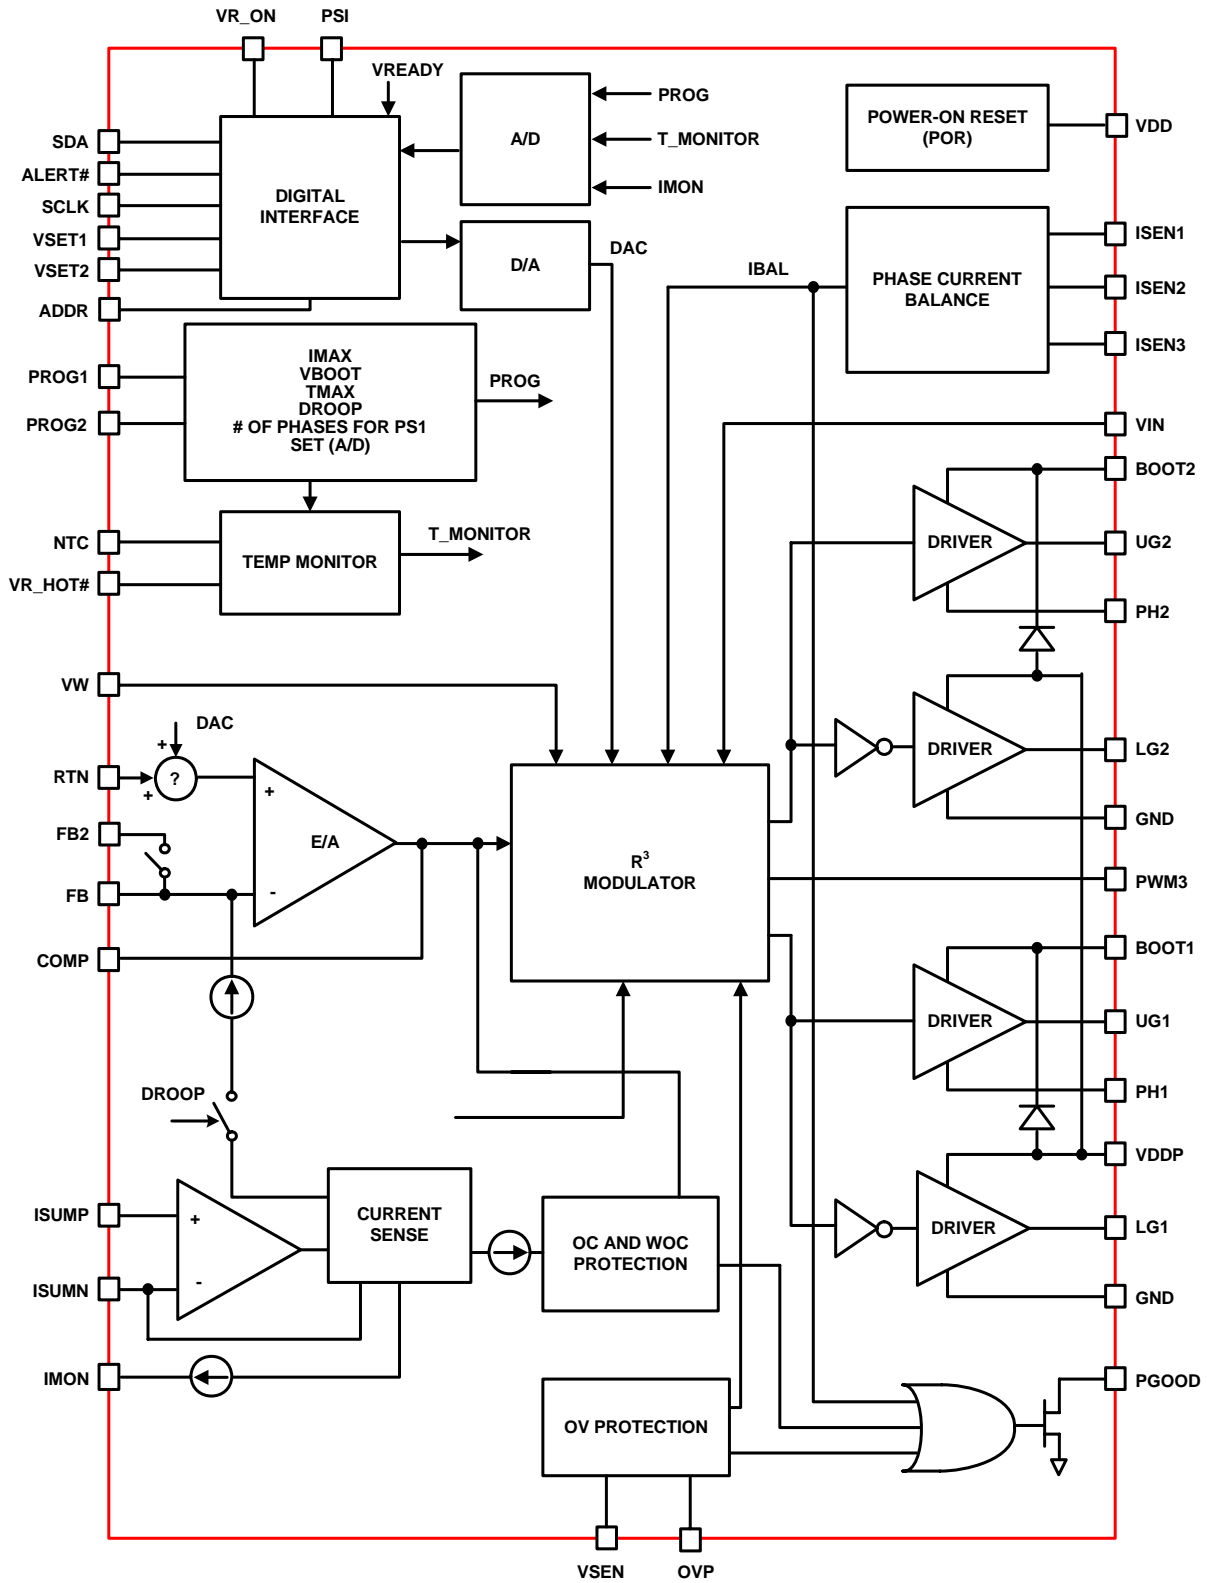 VR_ON
PSI
VREADY
SDA
ALERT#
SCLK
VSET1
VSET2
ADDR
DIGITAL
INTERFACE
A/D
PROG
T_MONITOR
IMON
D/A
DAC
POWER-ON RESET
(POR)
VDD
IBAL
PHASE CURRENT
BALANCE
ISEN1
ISEN2
ISEN3
PROG1
PROG2
IMAX
VBOOT
TMAX
DROOP
# OF PHASES FOR PS1
SET (A/D)
PROG
VIN
NTC
VR_HOT#
TEMP MONITOR
T_MONITOR
BOOT2
DRIVER
UG2
PH2
VW
DAC
+
RTN
+
?
+
E/A
-
FB2
FB
COMP
R3
MODULATOR
DRIVER
LG2
GND
PWM3
BOOT1
DRIVER
UG1
PH1
VDDP
DROOP
ISUMP
+
-
ISUMN
CURRENT
SENSE
OC AND WOC
PROTECTION
DRIVER
LG1
GND
IMON
OV PROTECTION
PGOOD
VSEN
OVP